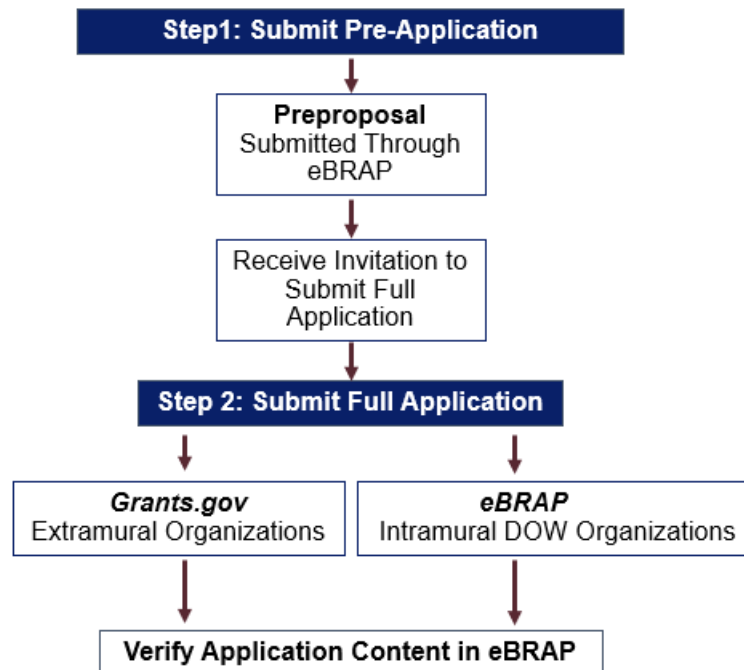 Step1: Submit Pre-Application
Preproposal
Submitted Through
eBRAP
Receive Invitation to
Submit Full
Application
Step 2: Submit Full Application
Grants.gov
Extramural Organizations
eBRAP
Intramural DOW Organizations
Verify Application Content in eBRAP